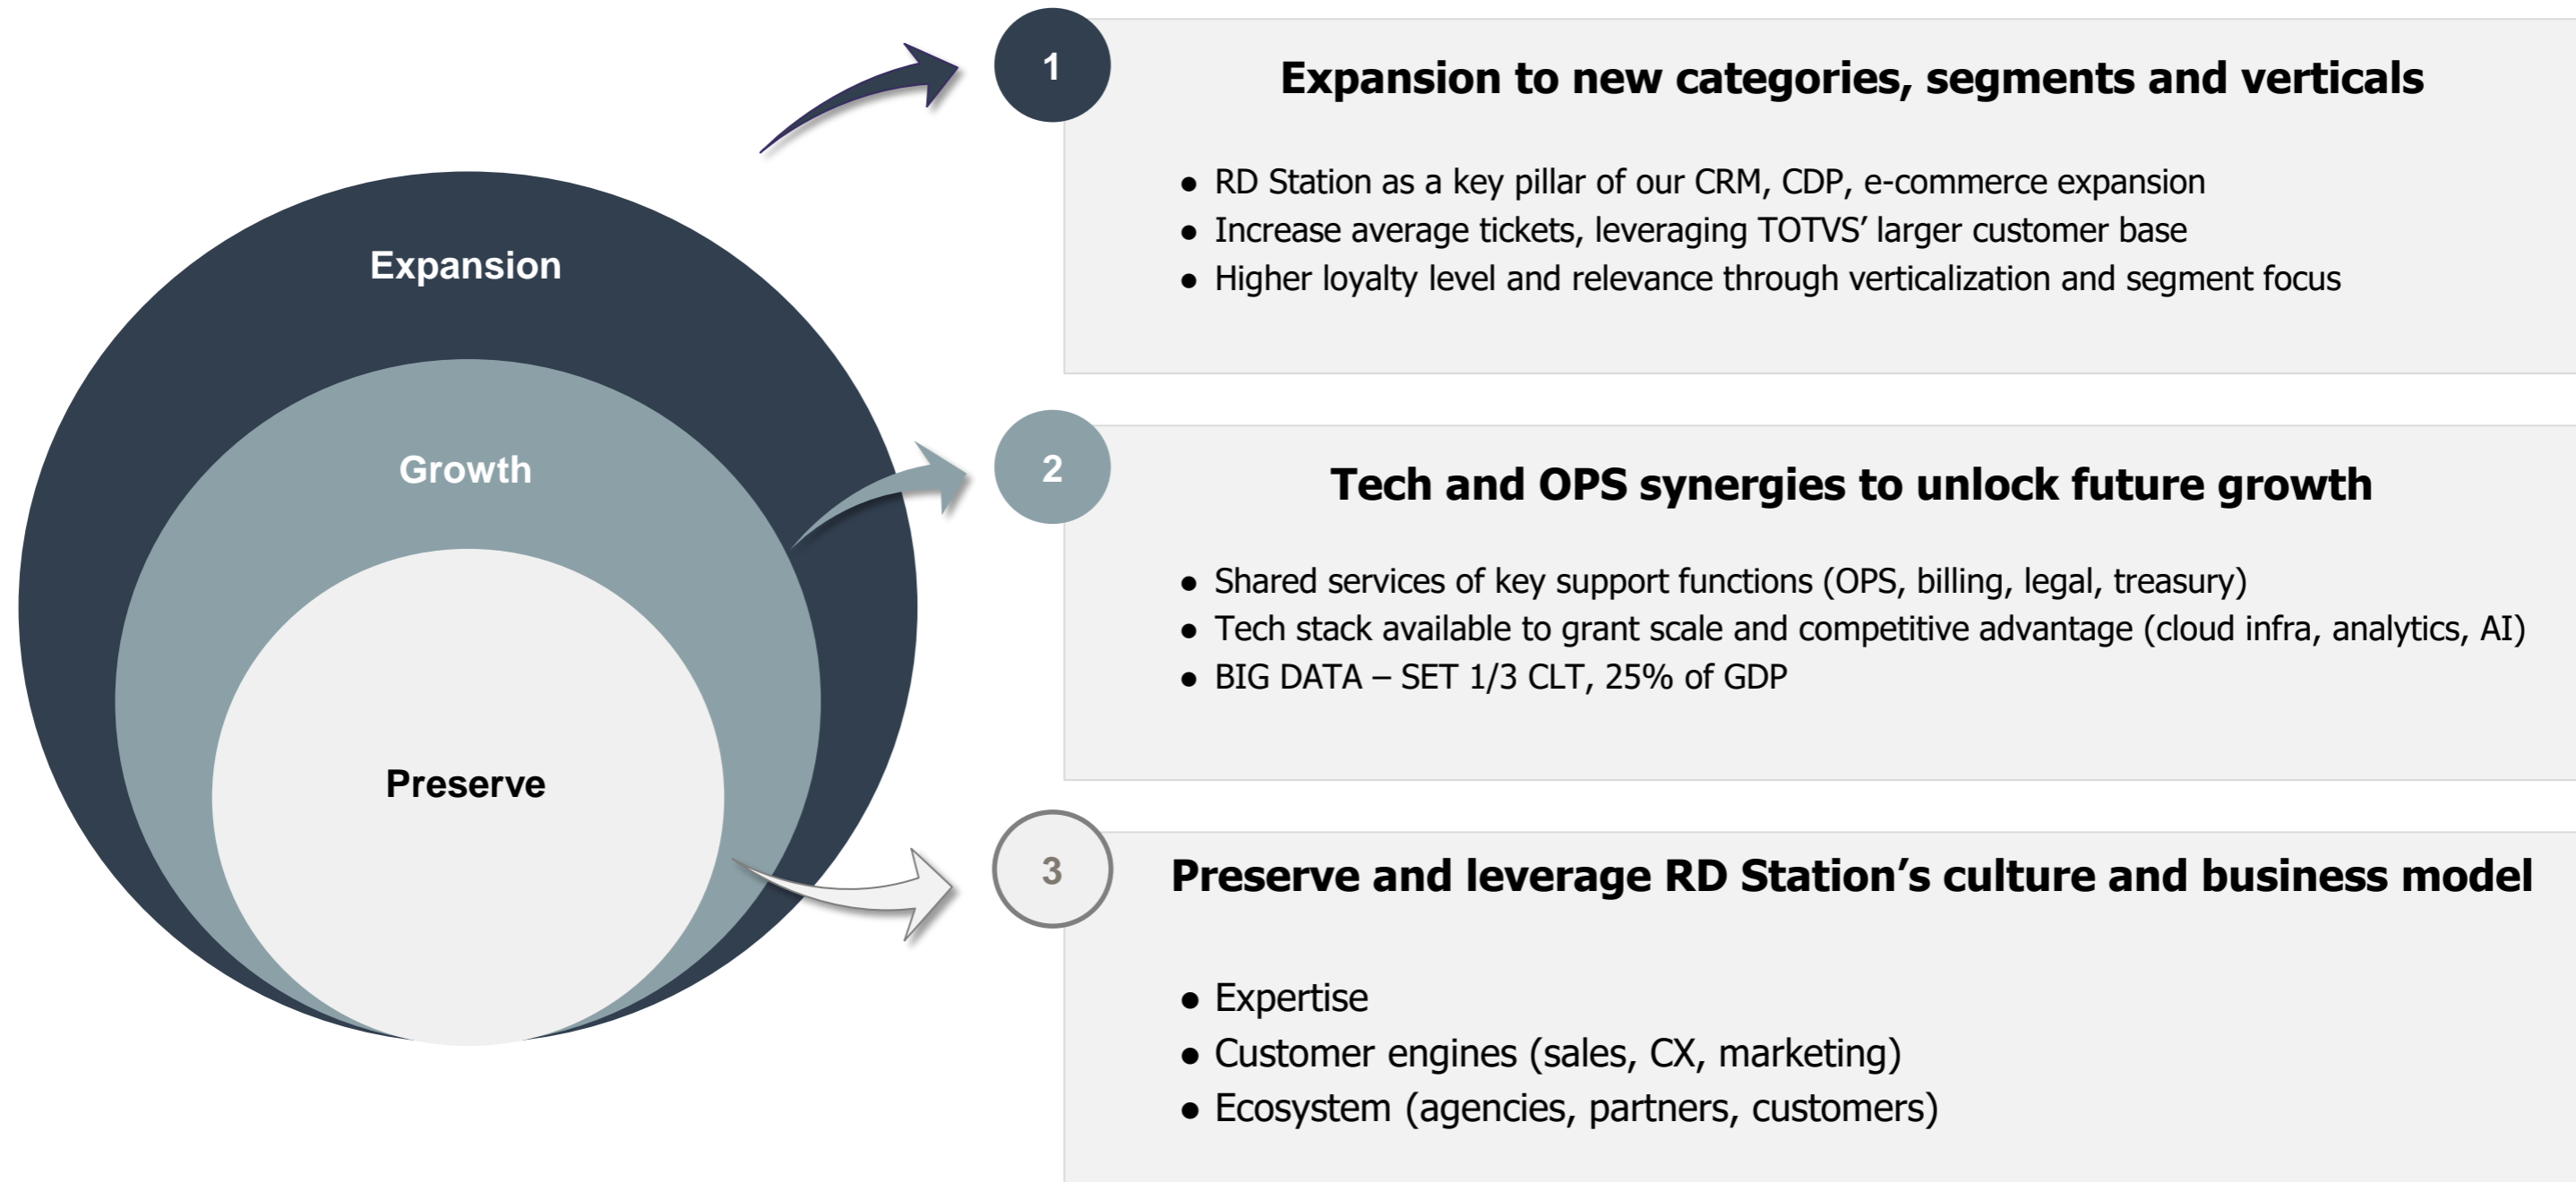 Expansion
Growth
Preserve
1
Expansion to new categories, segments and verticals
● RD Station as a key pillar of our CRM, CDP, e-commerce expansion
● Increase average tickets, leveraging TOTVS’ larger customer base
● Higher loyalty level and relevance through verticalization and segment focus
2
Tech and OPS synergies to unlock future growth
● Shared services of key support functions (OPS, billing, legal, treasury)
● Tech stack available to grant scale and competitive advantage (cloud infra, analytics, AI)
● BIG DATA – SET 1/3 CLT, 25% of GDP
3
Preserve and leverage RD Station’s culture and business model
● Expertise
● Customer engines (sales, CX, marketing)
● Ecosystem (agencies, partners, customers)